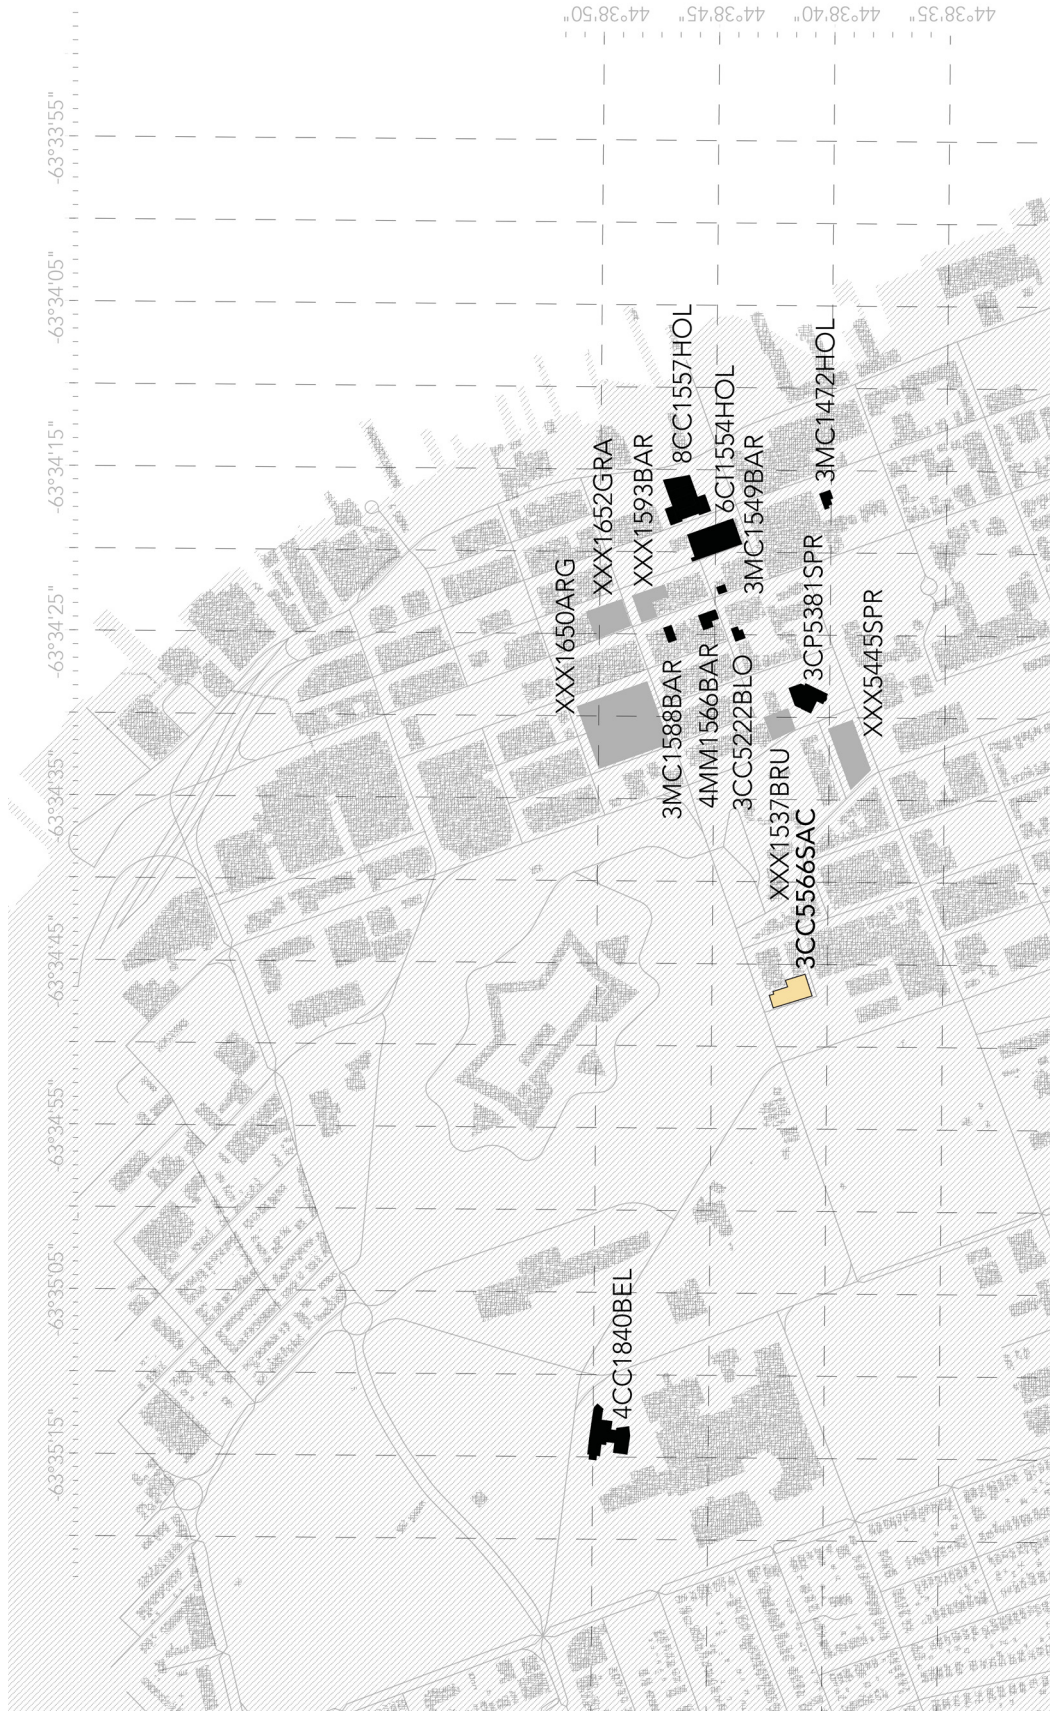 44°38'50"
44°38'45"
44°38'40"
44°38'35"
-63°33'55"
-63°34'05"
-63°34'15"
-63°34'25"
-63°34'35"
-63°34'45"
-63°34'55"
-63°35'05"
-63°35'15"
XXX1650ARG
XXX1652GRA
XXX1593BAR
8CC1557HOL
6CI1554HOL
3MC1549BAR
3MC1472HOL
3MC1588BAR
4MM1566BAR
3CC5222BLO
3CP5381SPR
XXX5445SPR
XXX1537BRU
3CC5566SAC
4CC1840BEL